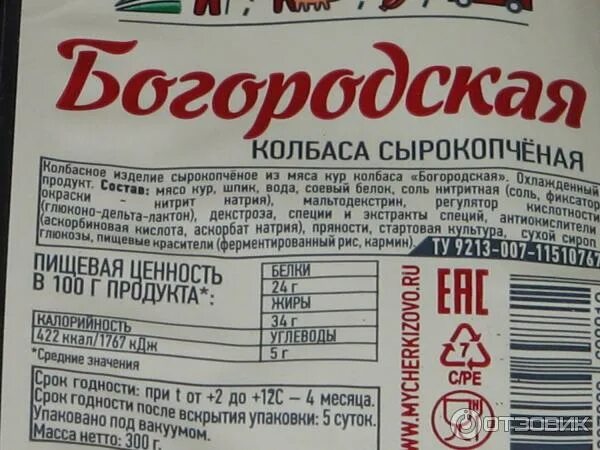 Богородская
КОЛБАСА СЫРОКОПЧЁНАЯ
Колбасное изделие сырокопчёное из мяса кур колбаса «Богородская». Охлажденный
продукт. Состав: мясо кур, шпик, вода, соевый белок, соль нитритная (соль, фиксатор
окраски - нитрит натрия), мальтодекстрин, регулятор кислотности
(глюконо-дельта-лактон), декстроза, специи и экстракты специй, антиокислители
(аскорбиновая кислота, аскорбат натрия), пряности, стартовая культура, сухой сироп
глюкозы, пищевые красители (ферментированный рис, кармин).
ТУ 9213-007-11510767
ПИЩЕВАЯ ЦЕННОСТЬ
В 100 Г ПРОДУКТА*:
БЕЛКИ
24 г
ЖИРЫ
34 г
УГЛЕВОДЫ
5 г
КАЛОРИЙНОСТЬ
422 ккал/1767 кДж
*Средние значения
Срок годности: при t от +2 до +12С – 4 месяца.
Срок годности после вскрытия упаковки: 5 суток.
Упаковано под вакуумом.
Масса нетто: 300 г.
WWW.MYCHERKIZOVO.RU
ЕАС
7
C/PE
ОТЗОВИК